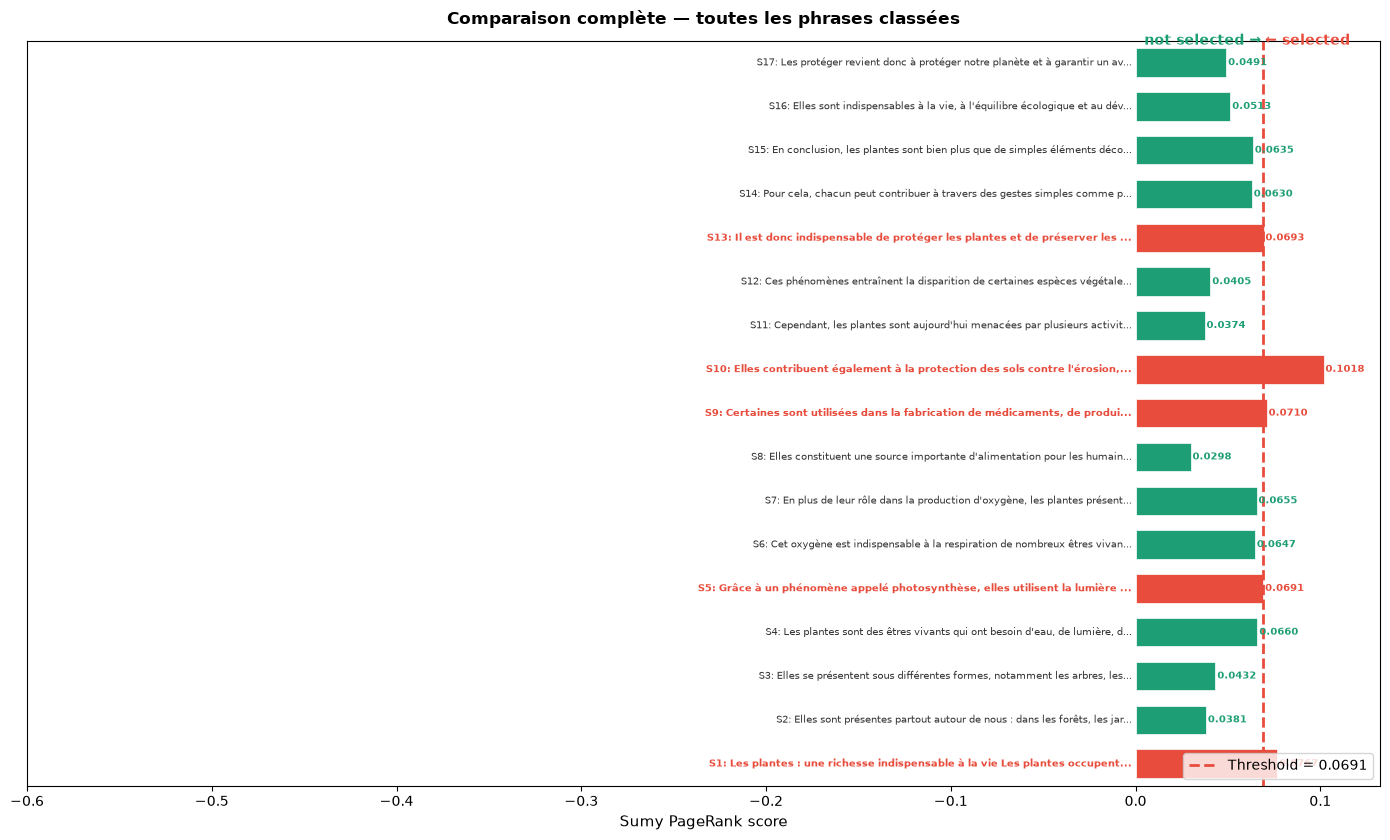 Comparaison complète — toutes les phrases classées
not selected → ← selected
S17: Les protéger revient donc à protéger notre planète et à garantir un av... 0.0491
S16: Elles sont indispensables à la vie, à l'équilibre écologique et au dév... 0.0513
S15: En conclusion, les plantes sont bien plus que de simples éléments déco... 0.0635
S14: Pour cela, chacun peut contribuer à travers des gestes simples comme p... 0.0630
S13: Il est donc indispensable de protéger les plantes et de préserver les ... 0.0693
S12: Ces phénomènes entraînent la disparition de certaines espèces végétale... 0.0405
S11: Cependant, les plantes sont aujourd'hui menacées par plusieurs activit... 0.0374
S10: Elles contribuent également à la protection des sols contre l'érosion,... 0.1018
S9: Certaines sont utilisées dans la fabrication de médicaments, de produi... 0.0710
S8: Elles constituent une source importante d'alimentation pour les humain... 0.0298
S7: En plus de leur rôle dans la production d'oxygène, les plantes présent... 0.0655
S6: Cet oxygène est indispensable à la respiration de nombreux êtres vivan... 0.0647
S5: Grâce à un phénomène appelé photosynthèse, elles utilisent la lumière ... 0.0691
S4: Les plantes sont des êtres vivants qui ont besoin d'eau, de lumière, d... 0.0660
S3: Elles se présentent sous différentes formes, notamment les arbres, les... 0.0432
S2: Elles sont présentes partout autour de nous : dans les forêts, les jar... 0.0381
S1: Les plantes : une richesse indispensable à la vie Les plantes occupent...
Threshold = 0.0691
−0.6 −0.5 −0.4 −0.3 −0.2 −0.1 0.0 0.1
Sumy PageRank score